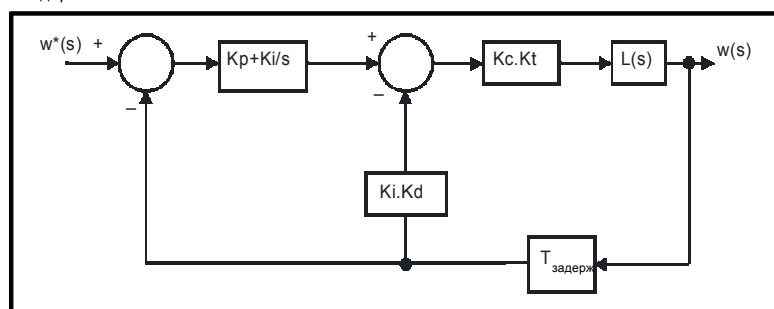 w*(s) +
Kp+Ki/s
+
Kc.Kt
L(s)
w(s)
–
–
Ki.Kd
Tзадерж